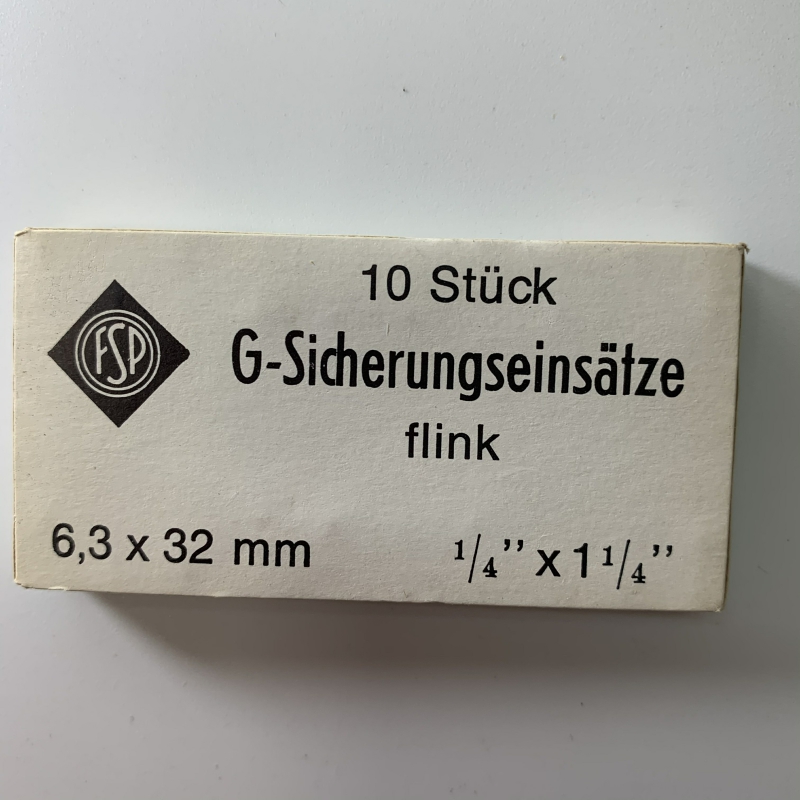 10 Stück
FSP
G-Sicherungseinsätze
flink
6,3 x 32 mm
1/4" x 1 1/4"